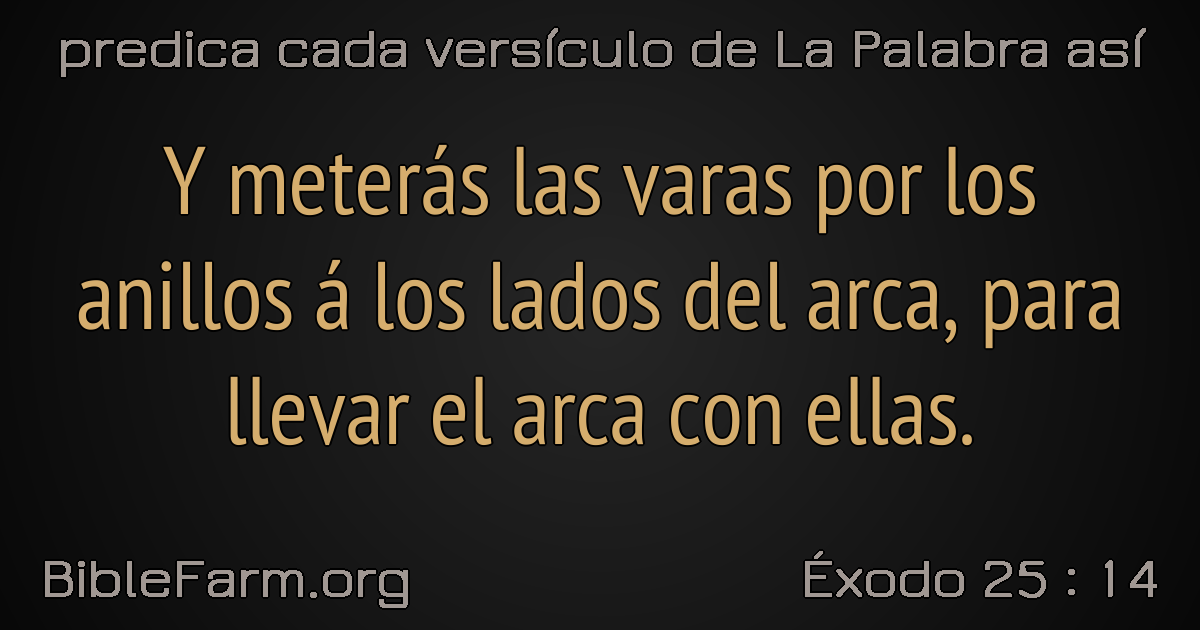 predica cada versículo de La Palabra así
Y meterás las varas por los
anillos á los lados del arca, para
llevar el arca con ellas.
BibleFarm.org
Éxodo 25 : 14